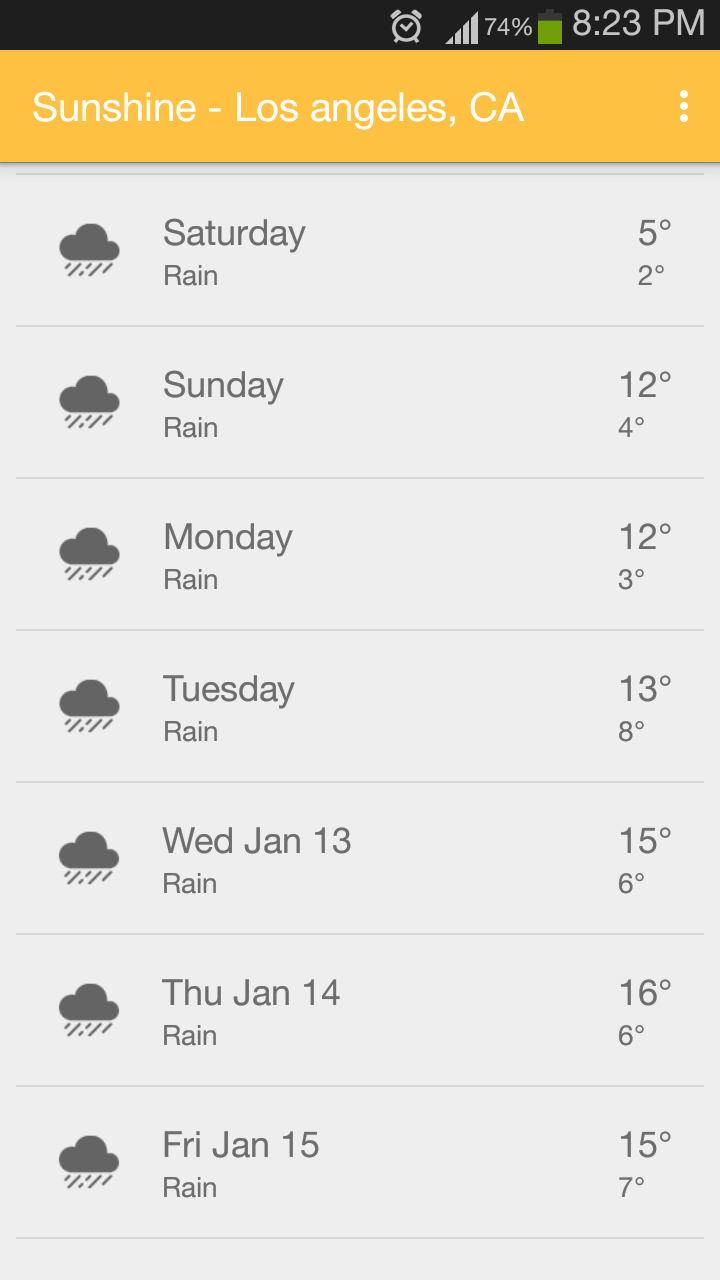 74% 8:23 PM
Sunshine - Los angeles, CA
Saturday 5°
Rain 2°
Sunday 12°
Rain 4°
Monday 12°
Rain 3°
Tuesday 13°
Rain 8°
Wed Jan 13 15°
Rain 6°
Thu Jan 14 16°
Rain 6°
Fri Jan 15 15°
Rain 7°